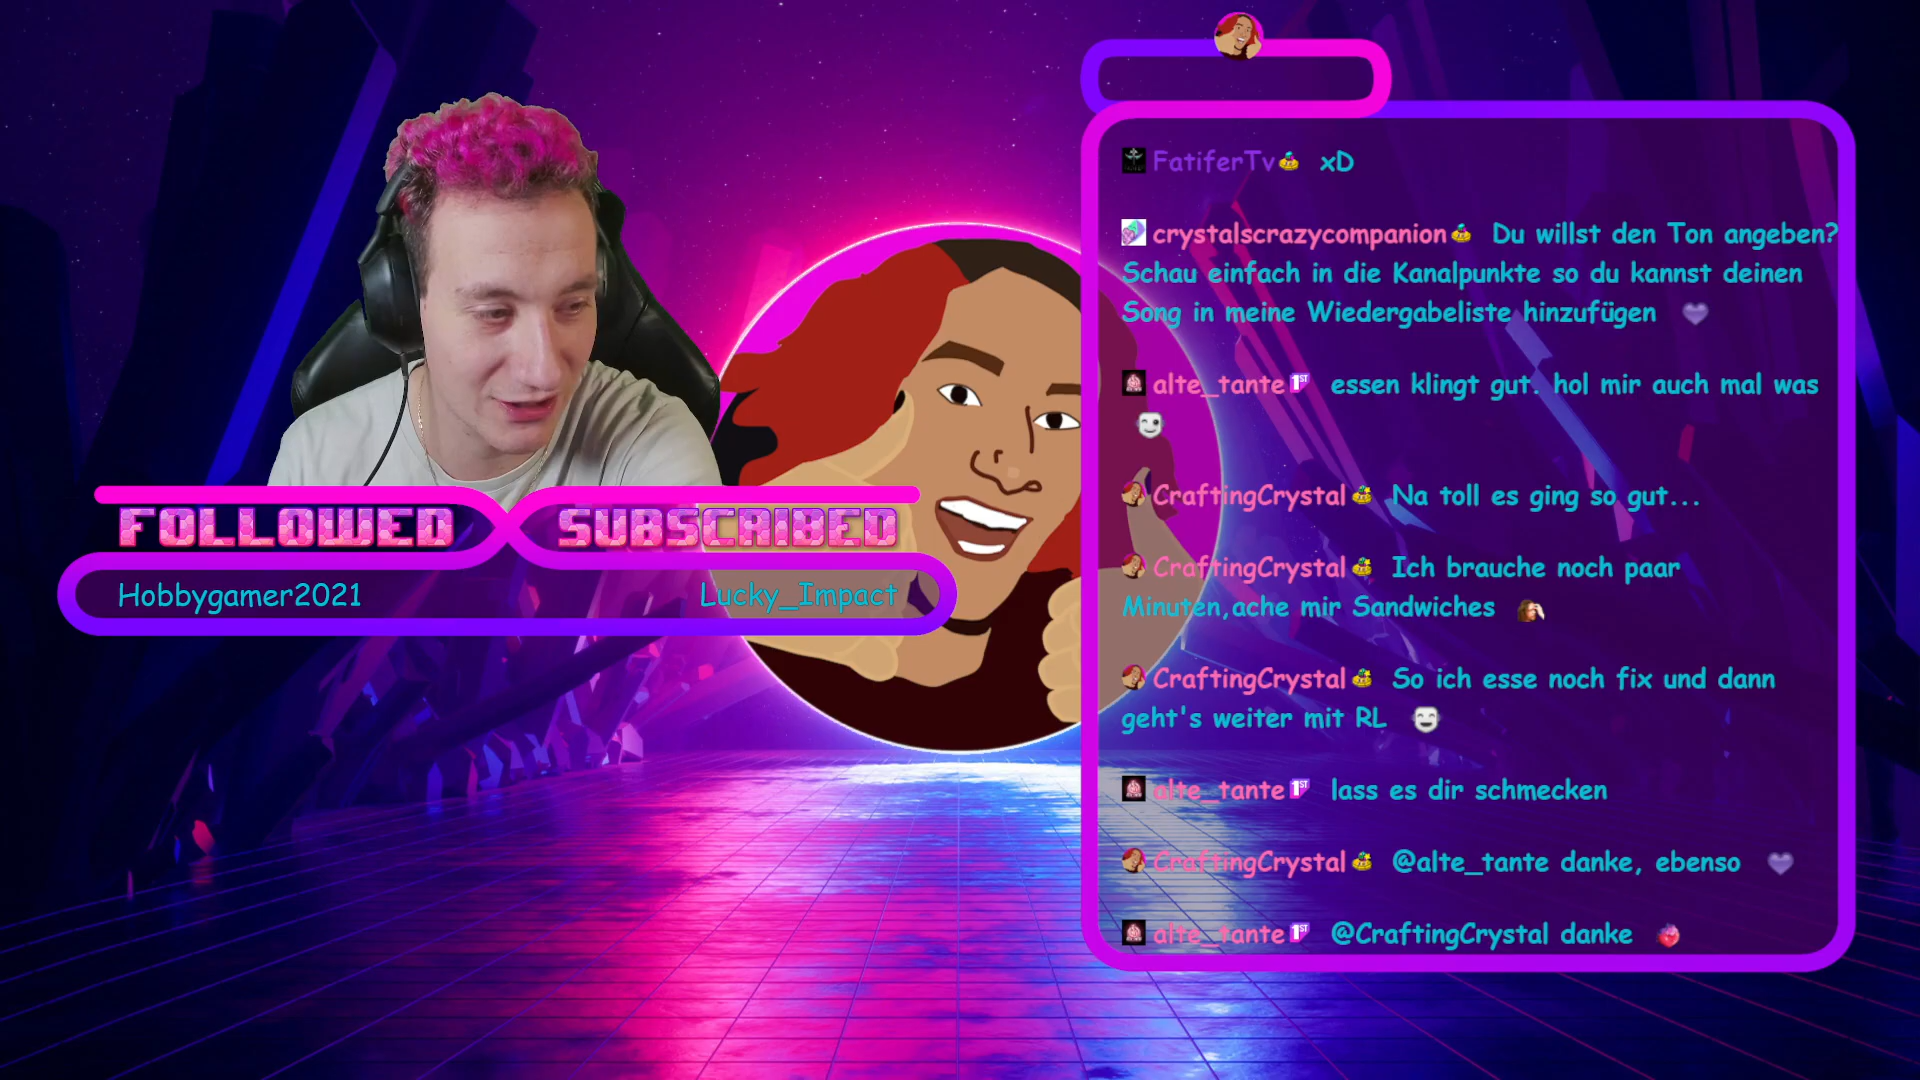 FatiferTv xD
crystalscrazycompanion Du willst den Ton angeben?
Schau einfach in die Kanalpunkte so du kannst deinen
Song in meine Wiedergabeliste hinzufügen
alte_tante 1ST essen klingt gut. hol mir auch mal was
CraftingCrystal Na toll es ging so gut...
CraftingCrystal Ich brauche noch paar
Minuten,ache mir Sandwiches
CraftingCrystal So ich esse noch fix und dann
geht's weiter mit RL
alte_tante 1ST lass es dir schmecken
CraftingCrystal @alte_tante danke, ebenso
alte_tante 1ST @CraftingCrystal danke
FOLLOWED SUBSCRIBED
Hobbygamer2021 Lucky_Impact